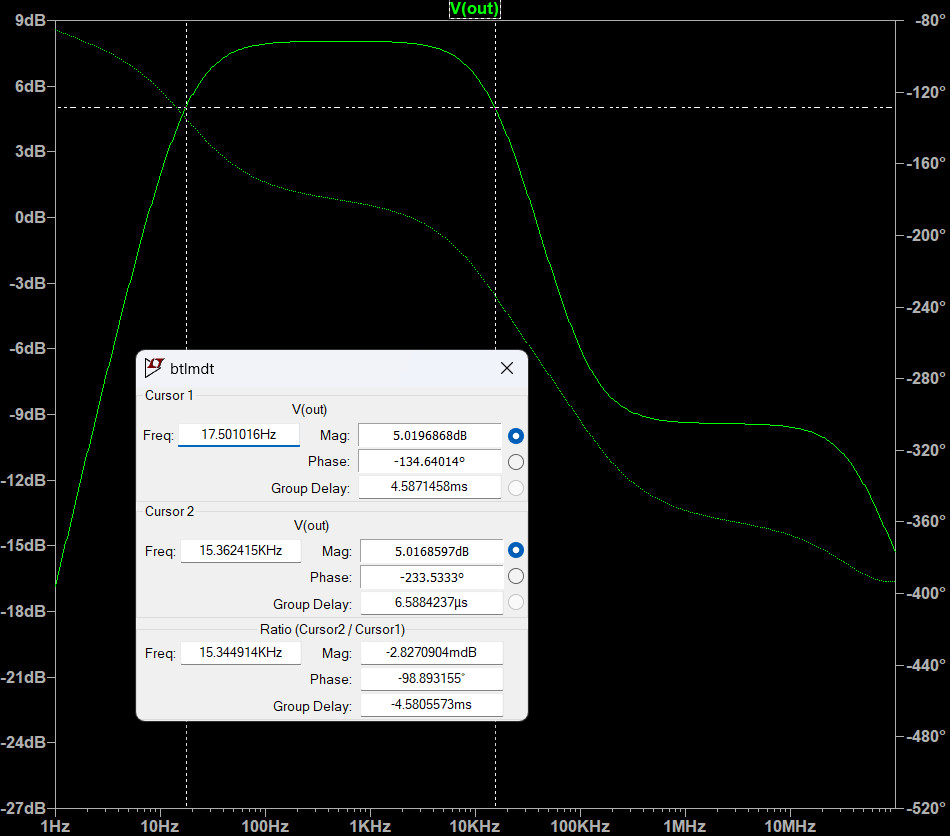 V(out)
9dB
6dB
3dB
0dB
-3dB
-6dB
-9dB
-12dB
-15dB
-18dB
-21dB
-24dB
-27dB
-80°
-120°
-160°
-200°
-240°
-280°
-320°
-360°
-400°
-440°
-480°
-520°
1Hz 10Hz 100Hz 1KHz 10KHz 100KHz 1MHz 10MHz
btlmdt
Cursor 1
V(out)
Freq: 17.501016Hz Mag: 5.0196868dB
Phase: -134.64014°
Group Delay: 4.5871458ms
Cursor 2
V(out)
Freq: 15.362415KHz Mag: 5.0168597dB
Phase: -233.5333°
Group Delay: 6.5884237µs
Ratio (Cursor2 / Cursor1)
Freq: 15.344914KHz Mag: -2.8270904mdB
Phase: -98.893155°
Group Delay: -4.5805573ms